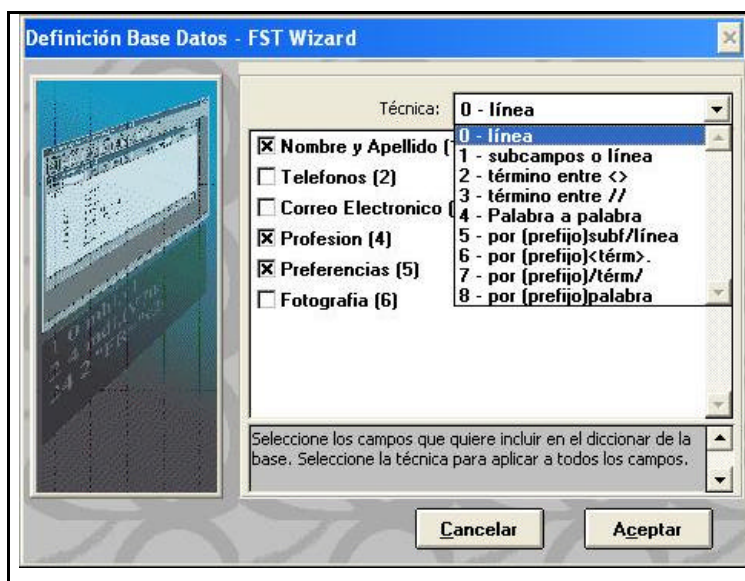 Definición Base Datos - FST Wizard
Técnica: 0 - línea
0 - línea
1 - subcampos o línea
2 - término entre <>
3 - término entre //
4 - Palabra a palabra
5 - por (prefijo)subf/línea
6 - por (prefijo)<térm>.
7 - por (prefijo)/térm/
8 - por (prefijo)palabra
Nombre y Apellido (
Telefonos (2)
Correo Electronico (
Profesion (4)
Preferencias (5)
Fotografia (6)
Seleccione los campos que quiere incluir en el diccionar de la
base. Seleccione la técnica para aplicar a todos los campos.
Cancelar Aceptar